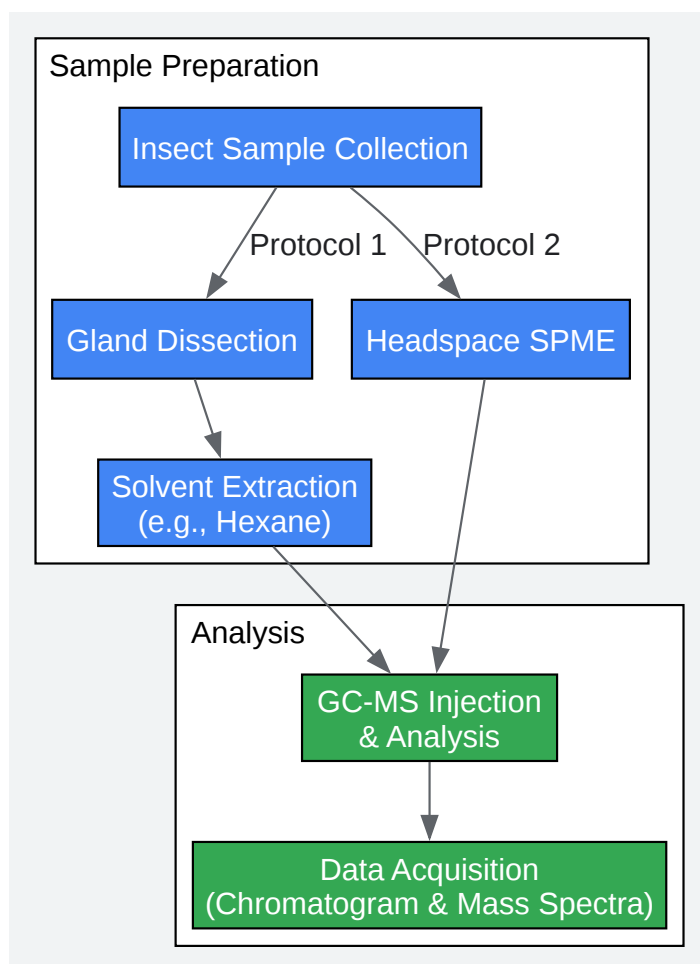 Sample Preparation
Insect Sample Collection
Protocol 1
Protocol 2
Gland Dissection
Headspace SPME
Solvent Extraction
(e.g., Hexane)
Analysis
GC-MS Injection
& Analysis
Data Acquisition
(Chromatogram & Mass Spectra)